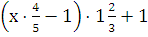 (x · 4/5 − 1) · 1 2/3 + 1